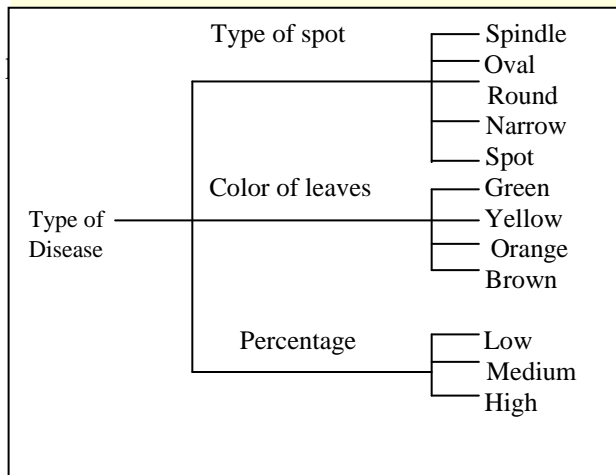 Type of spot
Spindle
Oval
Round
Narrow
Spot
Color of leaves
Green
Yellow
Type of
Disease
Orange
Brown
Percentage
Low
Medium
High